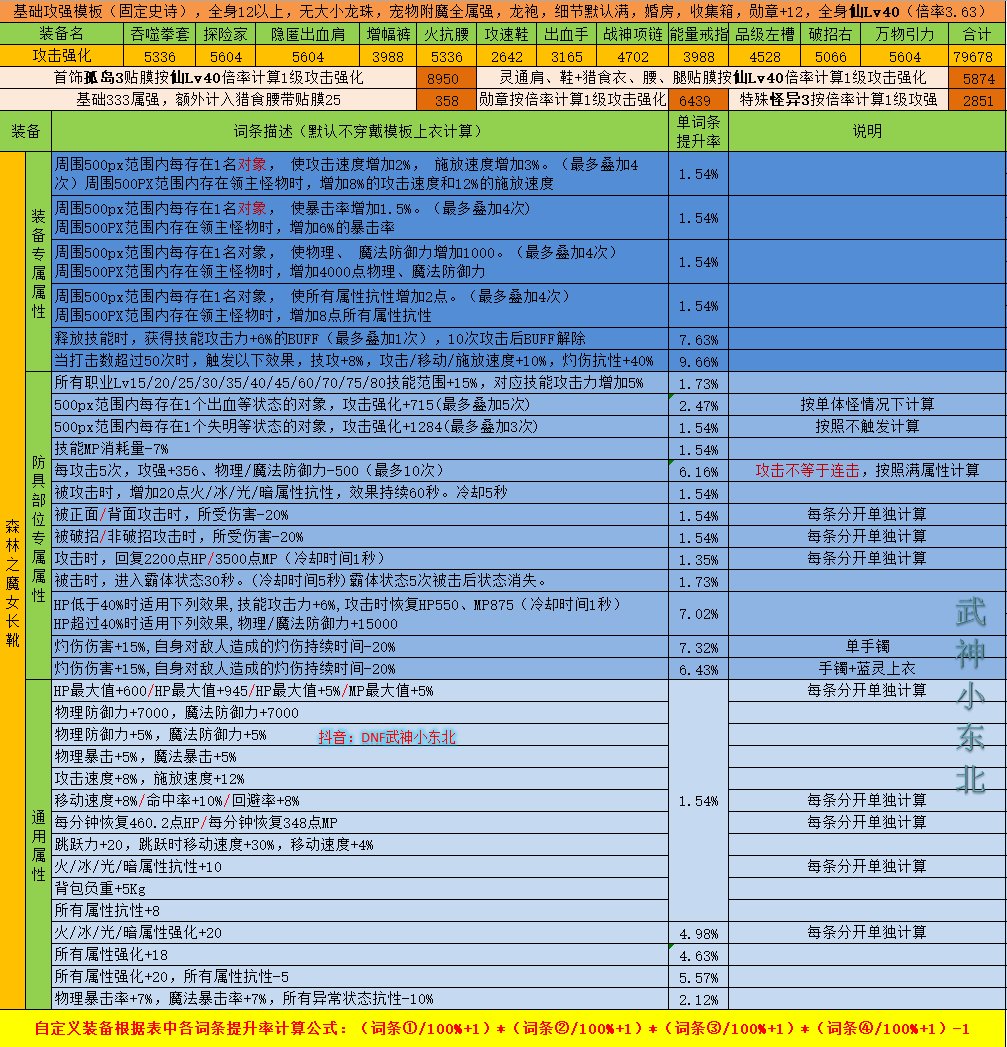 基础攻强模板（固定史诗），全身12以上，无大小龙珠，宠物附魔全属强，龙袍，细节默认满，婚房，收集箱，勋章+12，全身仙Lv40（倍率3.63）
装备名 吞噬拳套 探险家 隐匿出血肩 增幅裤 火抗腰 攻速鞋 出血手 战神项链 能量戒指 品级左槽 破招右 万物引力 合计
攻击强化 5336 5604 5604 3988 5336 2642 3165 4702 3988 4528 5066 5604 79678
首饰孤岛3贴膜按仙Lv40倍率计算1级攻击强化 8950 灵通肩、鞋+猎食衣、腰、腿贴膜按仙Lv40倍率计算1级攻击强化 5874
基础333属强，额外计入猎食腰带贴膜25 358 勋章按倍率计算1级攻击强化 6439 特殊怪异3按倍率计算1级攻强 2851
装备 词条描述（默认不穿戴模板上衣计算） 单词条提升率 说明
森林之魔女长靴
装备专属属性
周围500px范围内每存在1名对象， 使攻击速度增加2%， 施放速度增加3%。（最多叠加4
次）周围500PX范围内存在领主怪物时，增加8%的攻击速度和12%的施放速度 1.54%
周围500px范围内每存在1名对象， 使暴击率增加1.5%。（最多叠加4次）
周围500PX范围内存在领主怪物时，增加6%的暴击率 1.54%
周围500px范围内每存在1名对象， 使物理、 魔法防御力增加1000。（最多叠加4次）
周围500PX范围内存在领主怪物时，增加4000点物理、魔法防御力 1.54%
周围500px范围内每存在1名对象， 使所有属性抗性增加2点。（最多叠加4次）
周围500PX范围内存在领主怪物时，增加8点所有属性抗性 1.54%
释放技能时，获得技能攻击力+6%的BUFF（最多叠加1次），10次攻击后BUFF解除 7.63%
当打击数超过50次时，触发以下效果，技攻+8%，攻击/移动/施放速度+10%，灼伤抗性+40% 9.66%
防具部位专属属性
所有职业Lv15/20/25/30/35/40/45/60/70/75/80技能范围+15%，对应技能攻击力增加5% 1.73%
500px范围内每存在1个出血等状态的对象，攻击强化+715(最多叠加5次) 2.47% 按单体怪情况下计算
500px范围内每存在1个失明等状态的对象，攻击强化+1284(最多叠加3次) 1.54% 按照不触发计算
技能MP消耗量-7% 1.54%
每攻击5次，攻强+356、物理/魔法防御力-500（最多10次） 6.16% 攻击不等于连击，按照满属性计算
被攻击时，增加20点火/冰/光/暗属性抗性，效果持续60秒。冷却5秒 1.54%
被正面/背面攻击时，所受伤害-20% 1.54% 每条分开单独计算
被破招/非破招攻击时，所受伤害-20% 1.54% 每条分开单独计算
攻击时，回复2200点HP/3500点MP（冷却时间1秒） 1.35% 每条分开单独计算
被击时，进入霸体状态30秒。(冷却时间5秒)霸体状态5次被击后状态消失。 1.73%
HP低于40%时适用下列效果,技能攻击力+6%,攻击时恢复HP550、MP875（冷却时间1秒）
HP超过40%时适用下列效果,物理/魔法防御力+15000 7.02%
灼伤伤害+15%,自身对敌人造成的灼伤持续时间-20% 7.32% 单手镯
灼伤伤害+15%,自身对敌人造成的灼伤持续时间-20% 6.43% 手镯+蓝灵上衣
武神小东北
通用属性
HP最大值+600/HP最大值+945/HP最大值+5%/MP最大值+5% 每条分开单独计算
物理防御力+7000，魔法防御力+7000
物理防御力+5%，魔法防御力+5% 抖音：DNF武神小东北
物理暴击+5%，魔法暴击+5%
攻击速度+8%，施放速度+12%
移动速度+8%/命中率+10%/回避率+8% 1.54% 每条分开单独计算
每分钟恢复460.2点HP/每分钟恢复348点MP 每条分开单独计算
跳跃力+20，跳跃时移动速度+30%，移动速度+4%
火/冰/光/暗属性抗性+10 每条分开单独计算
背包负重+5Kg
所有属性抗性+8
火/冰/光/暗属性强化+20 4.98% 每条分开单独计算
所有属性强化+18 4.63%
所有属性强化+20，所有属性抗性-5 5.57%
物理暴击率+7%，魔法暴击率+7%，所有异常状态抗性-10% 2.12%
自定义装备根据表中各词条提升率计算公式：（词条①/100%+1）*（词条②/100%+1）*（词条③/100%+1）*（词条④/100%+1）-1